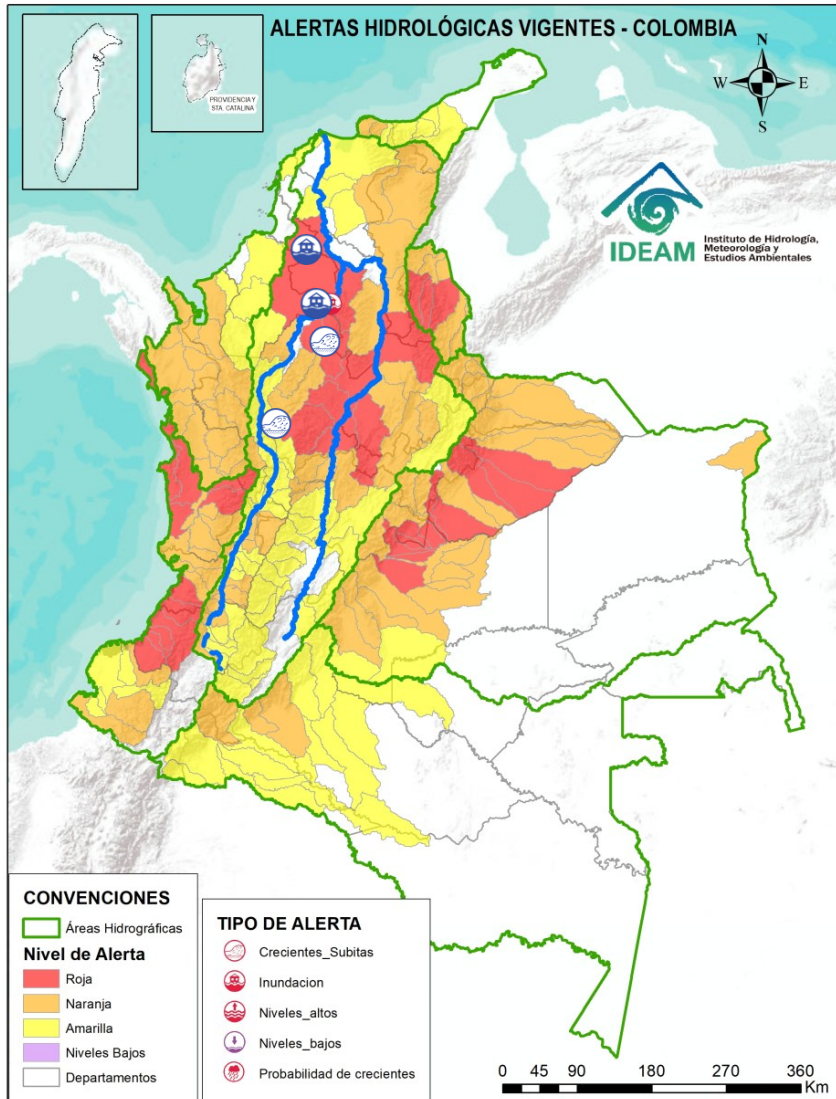 ALERTAS HIDROLÓGICAS VIGENTES - COLOMBIA
PROVIDENCIA Y
STA. CATALINA
N
W
E
S
IDEAM
Instituto de Hidrología,
Meteorología y
Estudios Ambientales
CONVENCIONES
Áreas Hidrográficas
Nivel de Alerta
Roja
Naranja
Amarilla
Niveles Bajos
Departamentos
TIPO DE ALERTA
Crecientes_Subitas
Inundacion
Niveles_altos
Niveles_bajos
Probabilidad de crecientes
0 45 90 180 270 360
Km